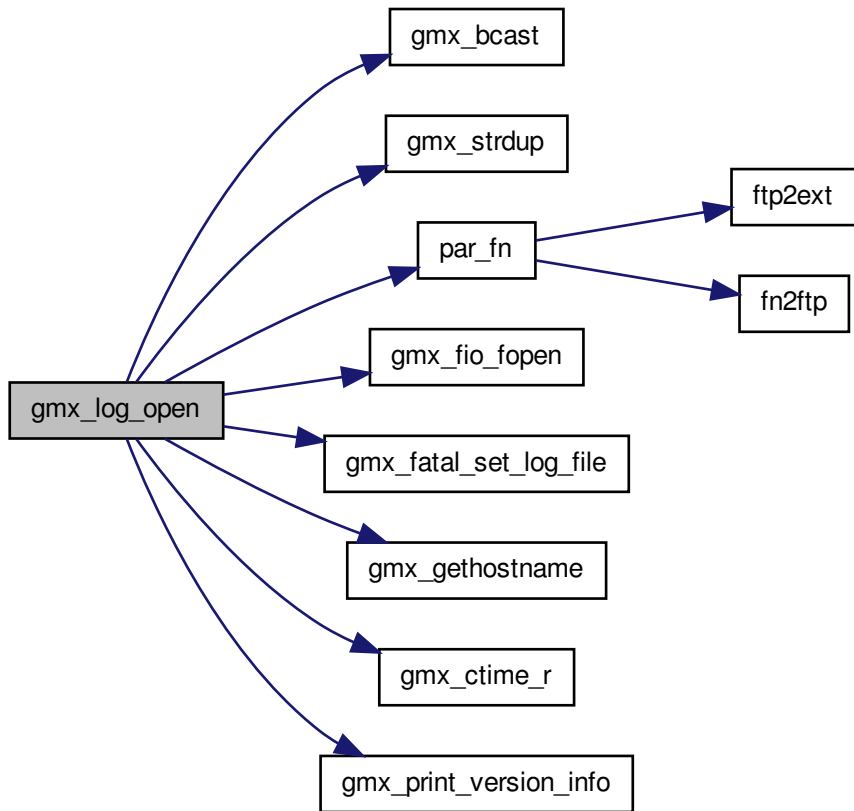 gmx_bcast
gmx_strdup
ftp2ext
par_fn
fn2ftp
gmx_fio_fopen
gmx_log_open
gmx_fatal_set_log_file
gmx_gethostname
gmx_ctime_r
gmx_print_version_info